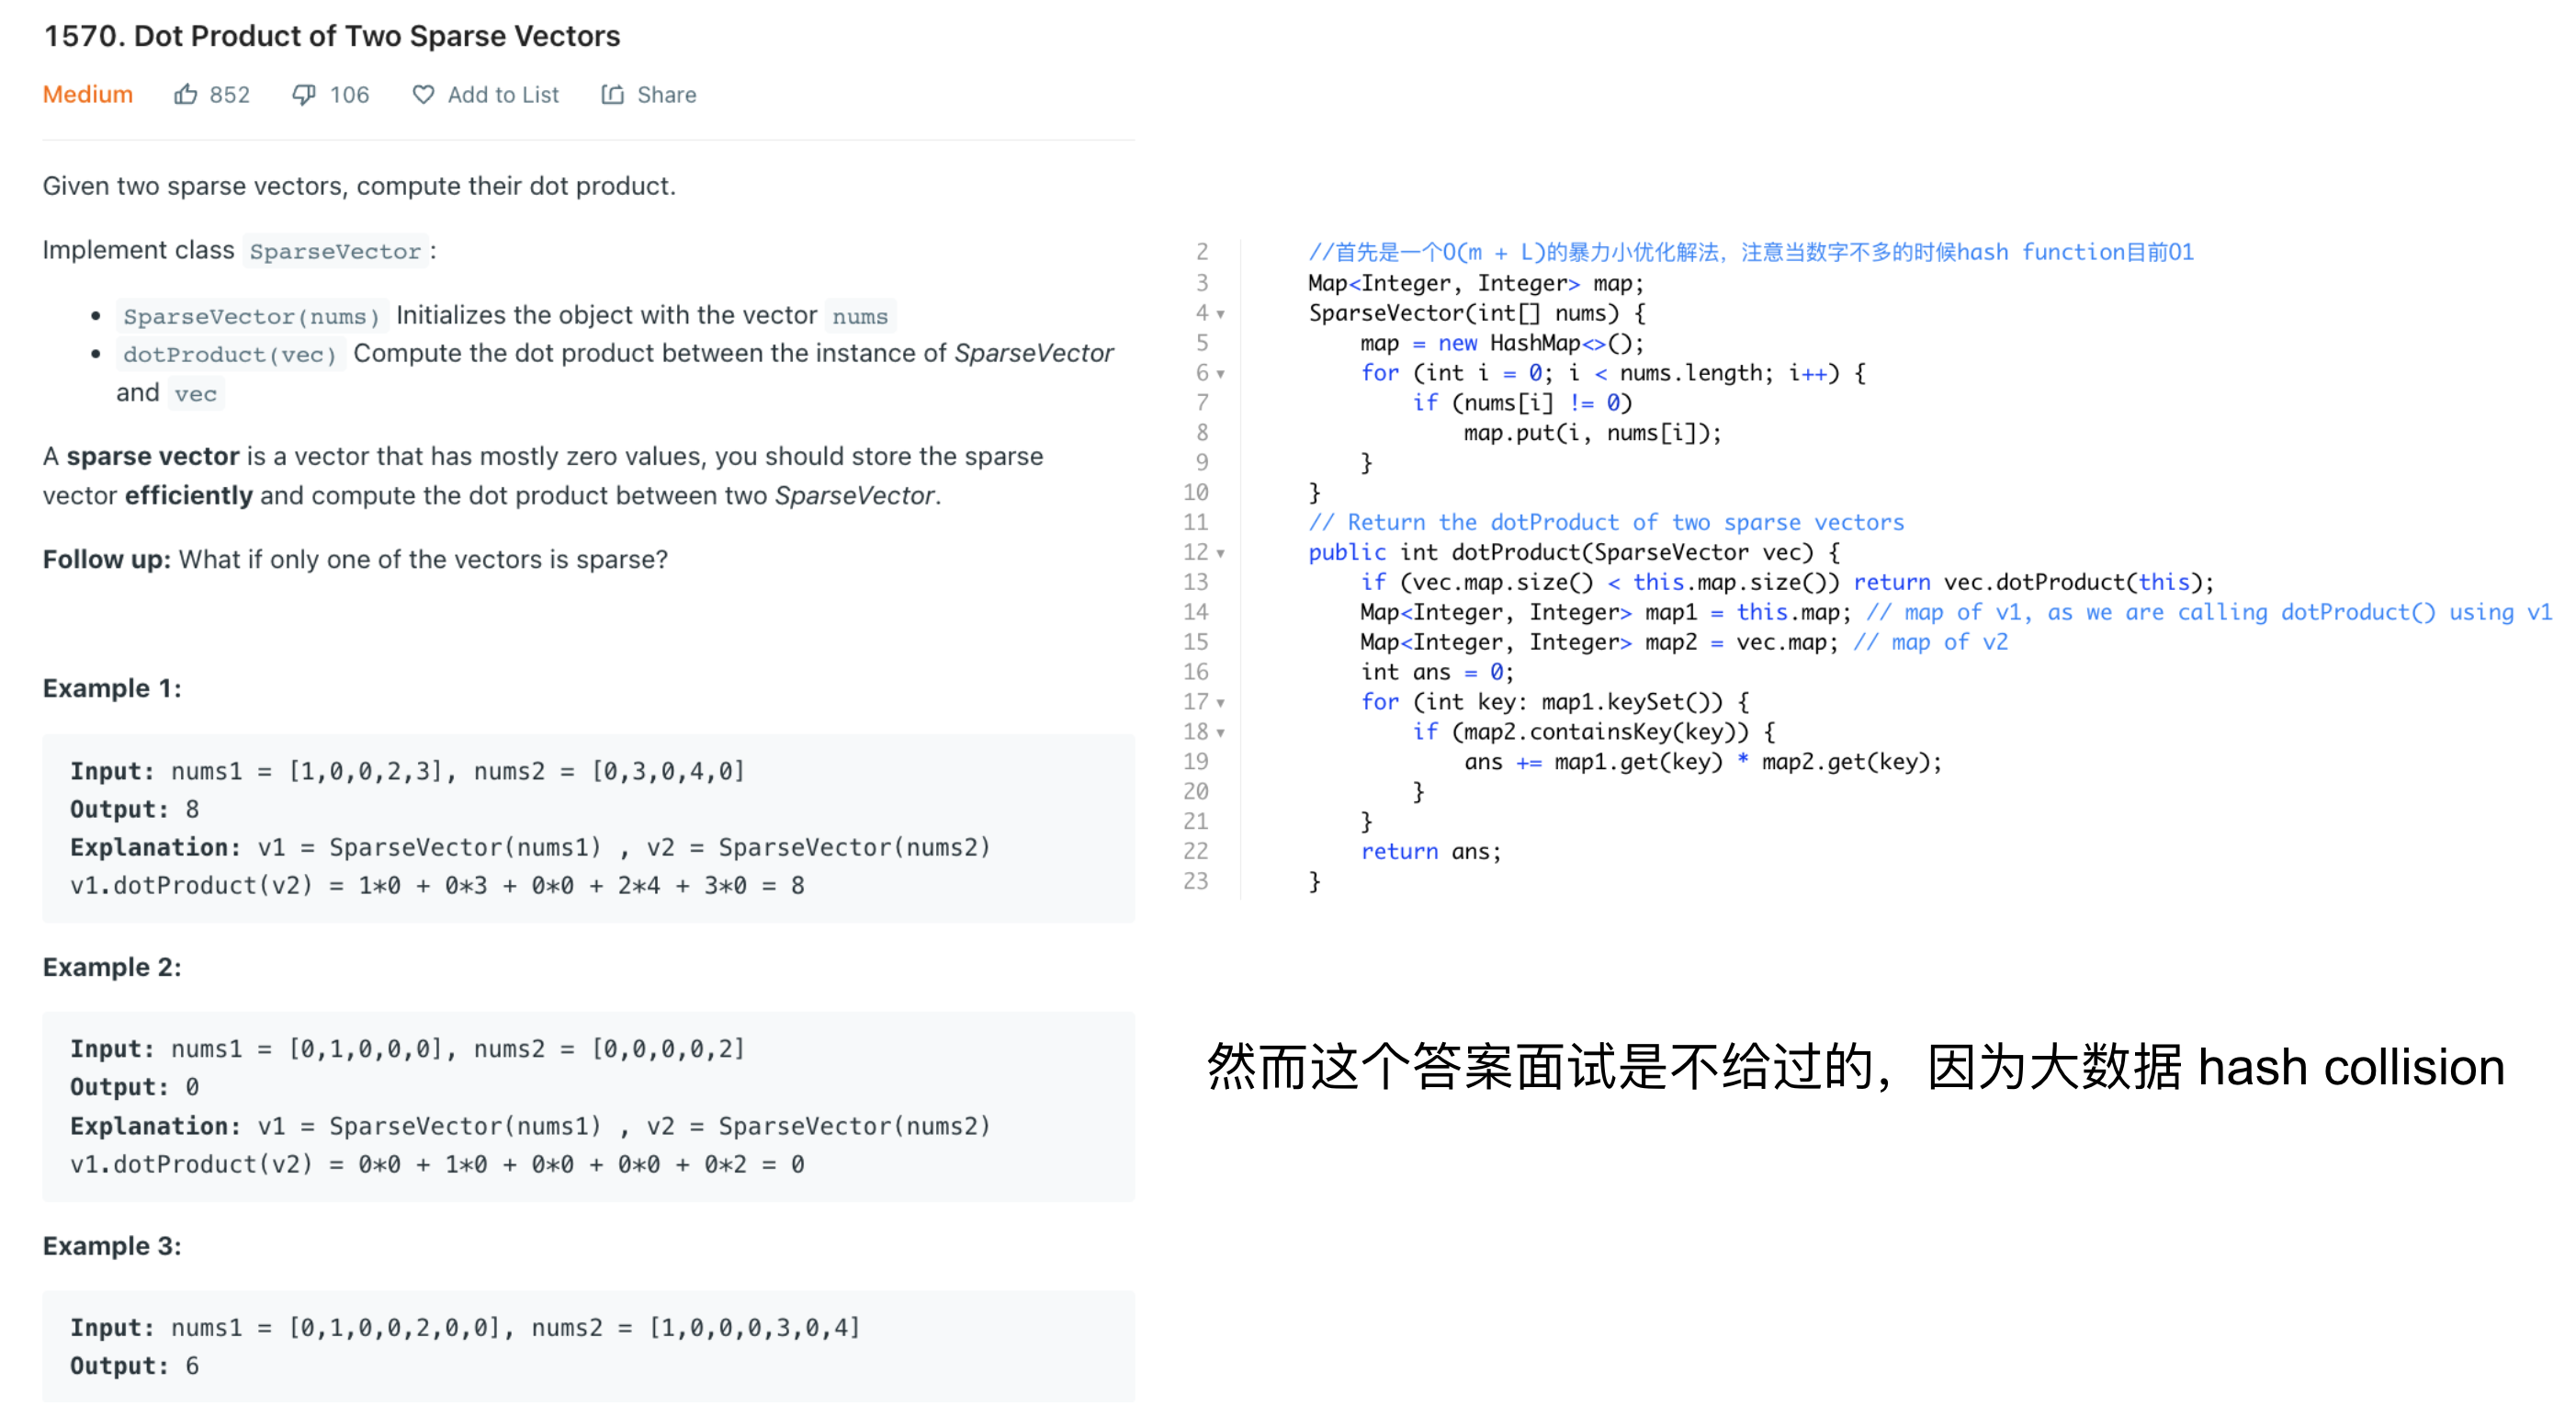 1570. Dot Product of Two Sparse Vectors
Medium 852 106 Add to List Share
Given two sparse vectors, compute their dot product.
Implement class SparseVector :
• SparseVector(nums) Initializes the object with the vector nums
• dotProduct(vec) Compute the dot product between the instance of SparseVector
and vec
A sparse vector is a vector that has mostly zero values, you should store the sparse
vector efficiently and compute the dot product between two SparseVector.
Follow up: What if only one of the vectors is sparse?
Example 1:
Input: nums1 = [1,0,0,2,3], nums2 = [0,3,0,4,0]
Output: 8
Explanation: v1 = SparseVector(nums1) , v2 = SparseVector(nums2)
v1.dotProduct(v2) = 1*0 + 0*3 + 0*0 + 2*4 + 3*0 = 8
Example 2:
Input: nums1 = [0,1,0,0,0], nums2 = [0,0,0,0,2]
Output: 0
Explanation: v1 = SparseVector(nums1) , v2 = SparseVector(nums2)
v1.dotProduct(v2) = 0*0 + 1*0 + 0*0 + 0*0 + 0*2 = 0
Example 3:
Input: nums1 = [0,1,0,0,2,0,0], nums2 = [1,0,0,0,3,0,4]
Output: 6
2 //首先是一个O(m + L)的暴力小优化解法，注意当数字不多的时候hash function目前O1
3 Map<Integer, Integer> map;
4 SparseVector(int[] nums) {
5 map = new HashMap<>();
6 for (int i = 0; i < nums.length; i++) {
7 if (nums[i] != 0)
8 map.put(i, nums[i]);
9 }
10 }
11 // Return the dotProduct of two sparse vectors
12 public int dotProduct(SparseVector vec) {
13 if (vec.map.size() < this.map.size()) return vec.dotProduct(this);
14 Map<Integer, Integer> map1 = this.map; // map of v1, as we are calling dotProduct() using v1
15 Map<Integer, Integer> map2 = vec.map; // map of v2
16 int ans = 0;
17 for (int key: map1.keySet()) {
18 if (map2.containsKey(key)) {
19 ans += map1.get(key) * map2.get(key);
20 }
21 }
22 return ans;
23 }
然而这个答案面试是不给过的，因为大数据 hash collision